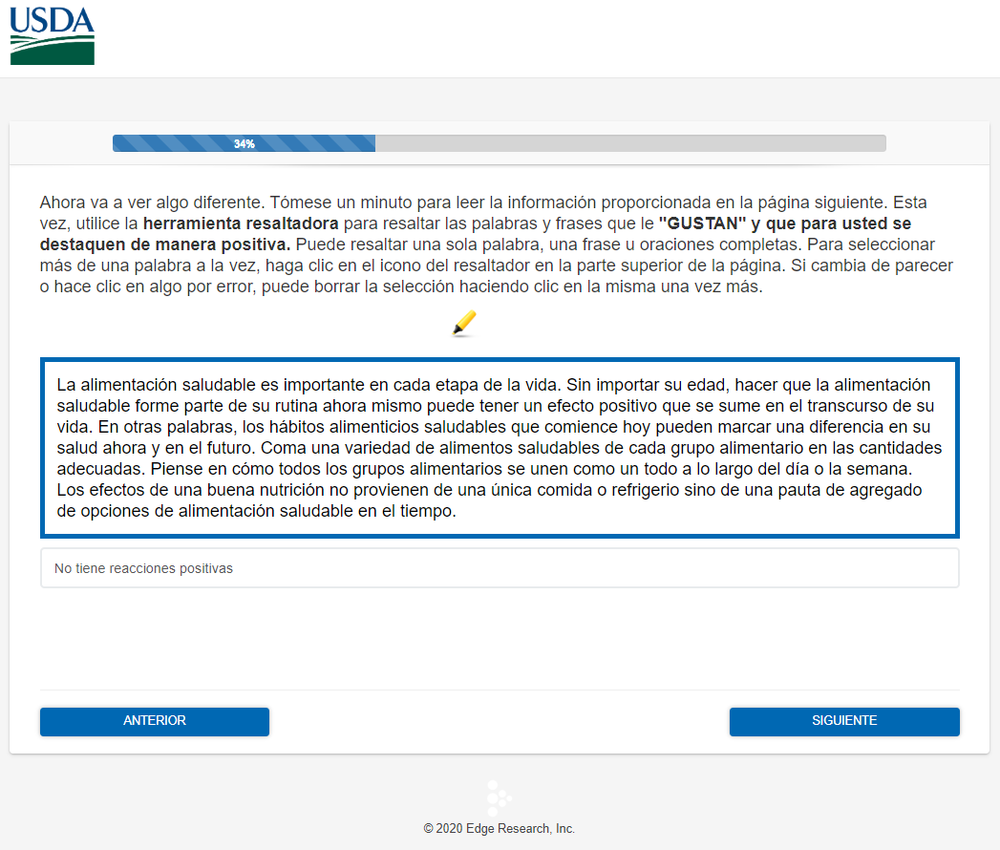 USDA
34%
Ahora va a ver algo diferente. Tómese un minuto para leer la información proporcionada en la página siguiente. Esta
vez, utilice la herramienta resaltadora para resaltar las palabras y frases que le "GUSTAN" y que para usted se
destaquen de manera positiva. Puede resaltar una sola palabra, una frase u oraciones completas. Para seleccionar
más de una palabra a la vez, haga clic en el icono del resaltador en la parte superior de la página. Si cambia de parecer
o hace clic en algo por error, puede borrar la selección haciendo clic en la misma una vez más.
La alimentación saludable es importante en cada etapa de la vida. Sin importar su edad, hacer que la alimentación
saludable forme parte de su rutina ahora mismo puede tener un efecto positivo que se sume en el transcurso de su
vida. En otras palabras, los hábitos alimenticios saludables que comience hoy pueden marcar una diferencia en su
salud ahora y en el futuro. Coma una variedad de alimentos saludables de cada grupo alimentario en las cantidades
adecuadas. Piense en cómo todos los grupos alimentarios se unen como un todo a lo largo del día o la semana.
Los efectos de una buena nutrición no provienen de una única comida o refrigerio sino de una pauta de agregado
de opciones de alimentación saludable en el tiempo.
No tiene reacciones positivas
ANTERIOR
SIGUIENTE
© 2020 Edge Research, Inc.